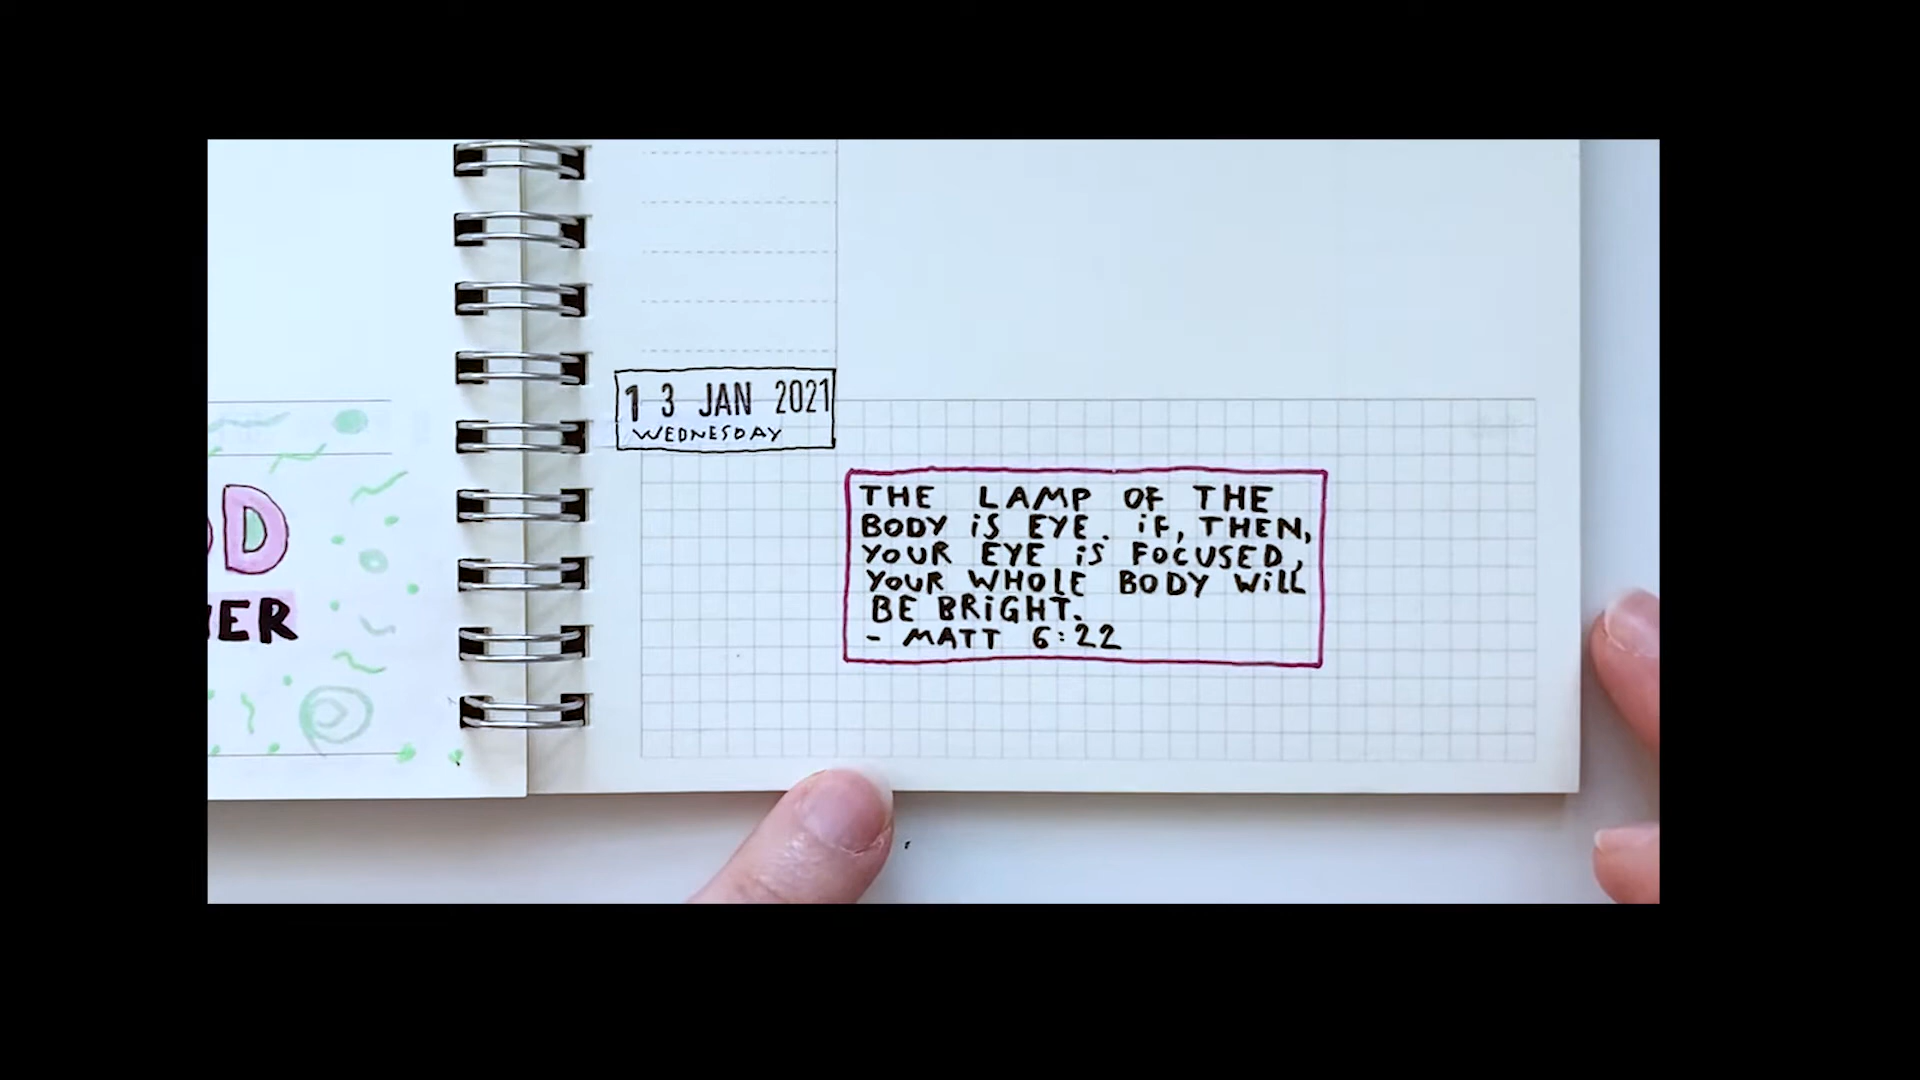 13 JAN 2021
WEDNESDAY
THE LAMP OF THE
BODY iS EYE. iF, THEN,
YOUR EYE iS FOCUSED,
YOUR WHOLE BODY WiLL
BE BRiGHT.
- MATT 6:22